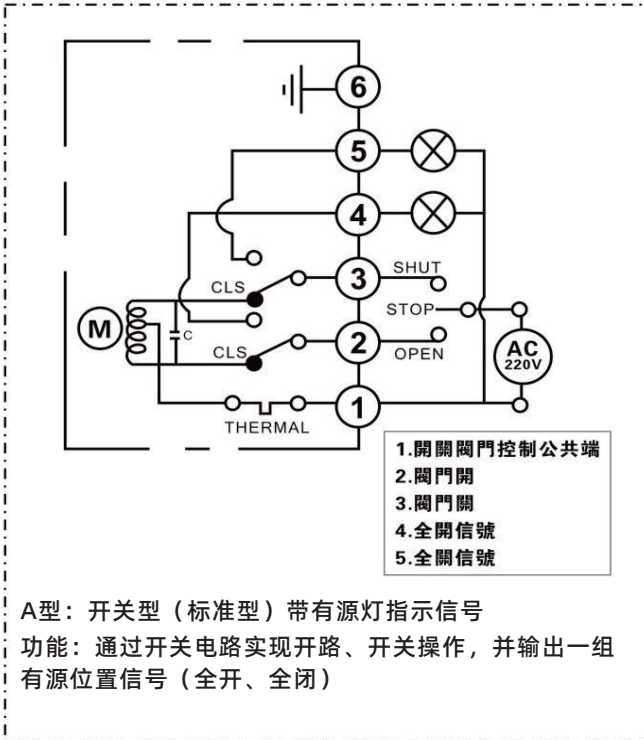 6
5
4
CLS
3
SHUT
STOP
M
C
CLS
2
OPEN
AC
220V
1
THERMAL
1.開關閥門控制公共端
2.閥門開
3.閥門關
4.全開信號
5.全關信號
A型：开关型（标准型）带有源灯指示信号
功能：通过开关电路实现开路、开关操作，并输出一组
有源位置信号（全开、全闭）